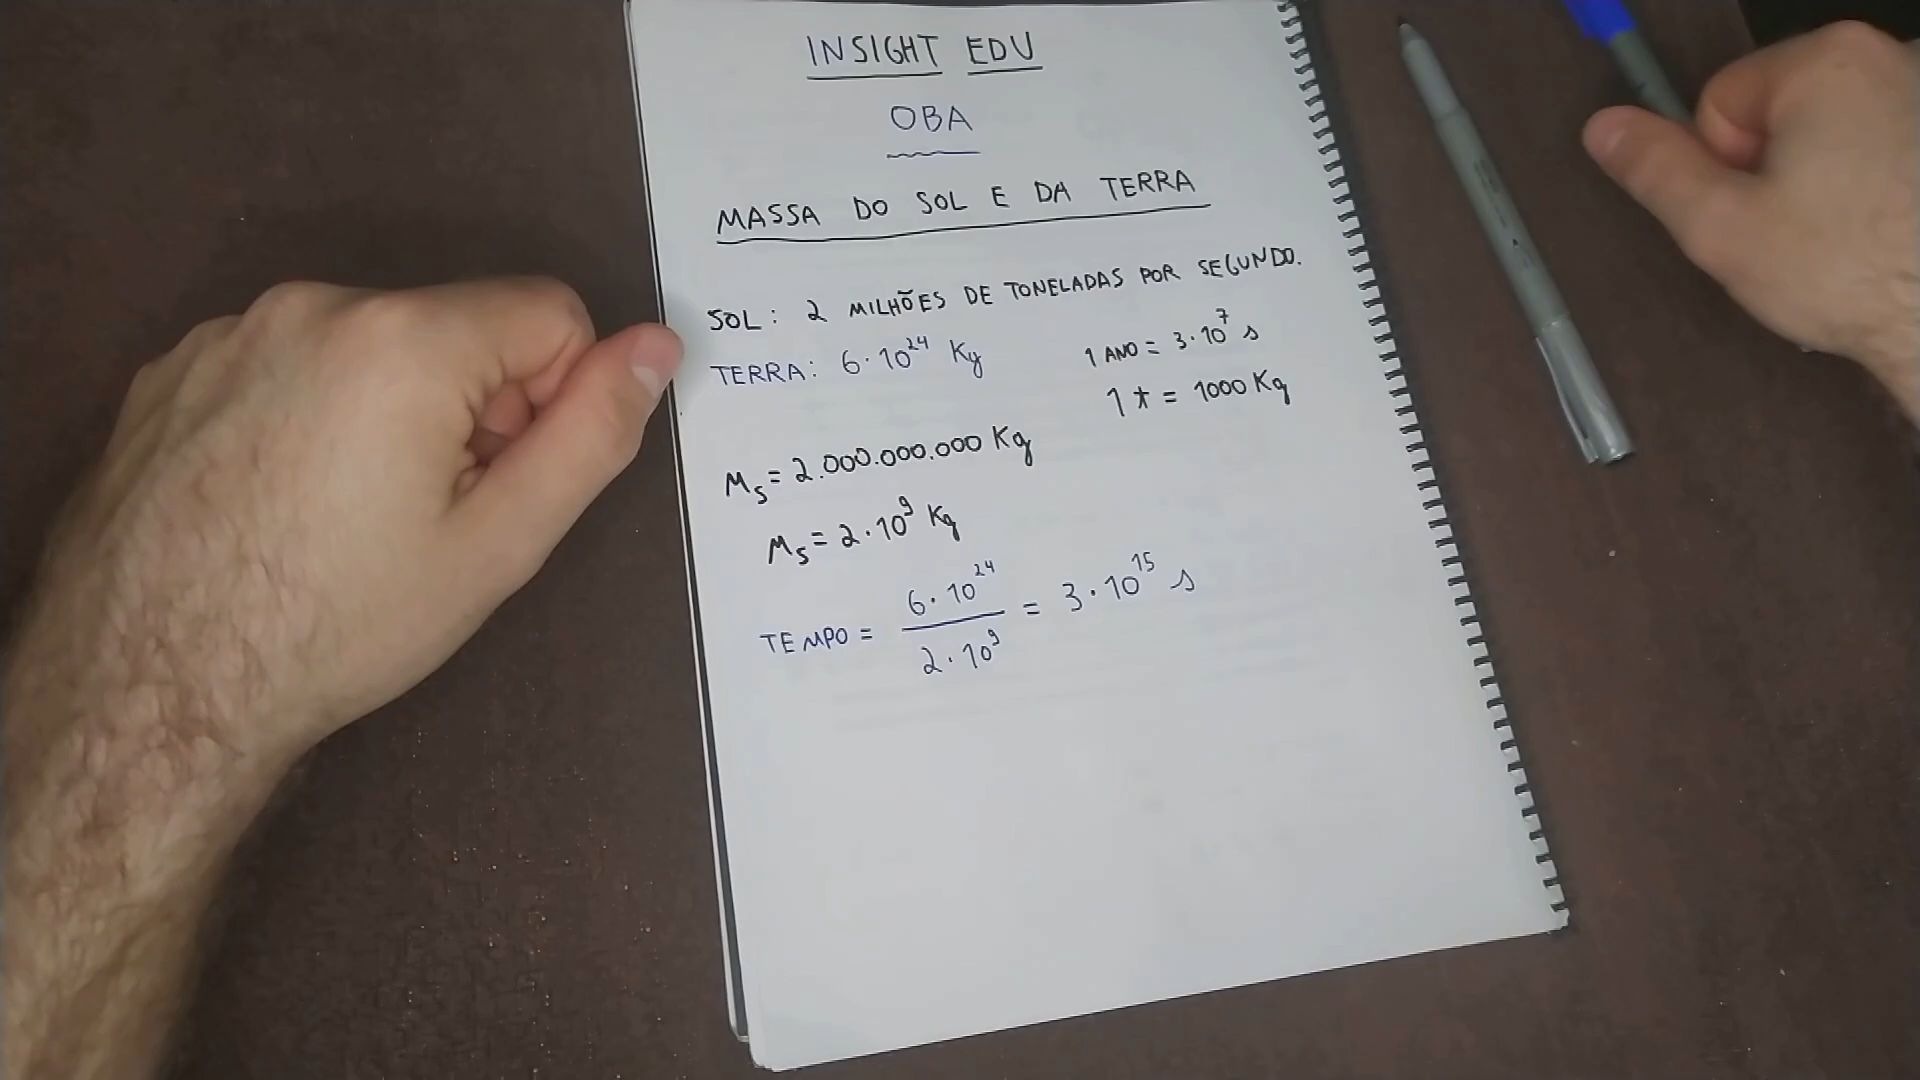 INSIGHT EDU
OBA
MASSA DO SOL E DA TERRA
SOL: 2 MILHÕES DE TONELADAS POR SEGUNDO.
TERRA: 6·10²⁴ Kg
1 ANO = 3·10⁷ s
1 t = 1000 Kg
Ms = 2.000.000.000 Kg
Ms = 2·10⁹ Kg
TEMPO = 6·10²⁴ / 2·10⁹ = 3·10¹⁵ s